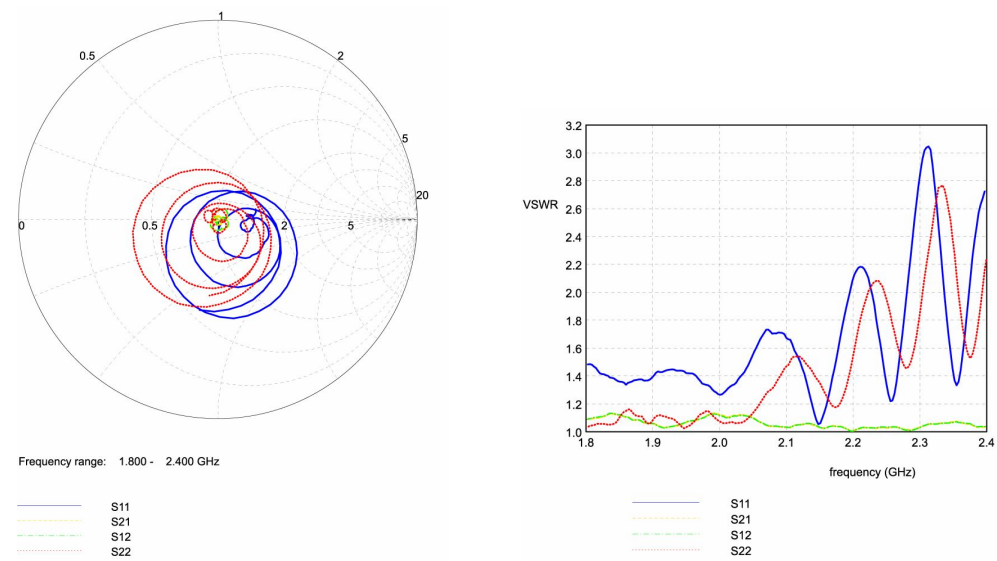 1
0.5
2
5
20
0
0.5
2
5
Frequency range: 1.800 - 2.400 GHz
S11
S21
S12
S22
VSWR
3.2
3.0
2.8
2.6
2.4
2.2
2.0
1.8
1.6
1.4
1.2
1.0
1.8 1.9 2.0 2.1 2.2 2.3 2.4
frequency (GHz)
S11
S21
S12
S22